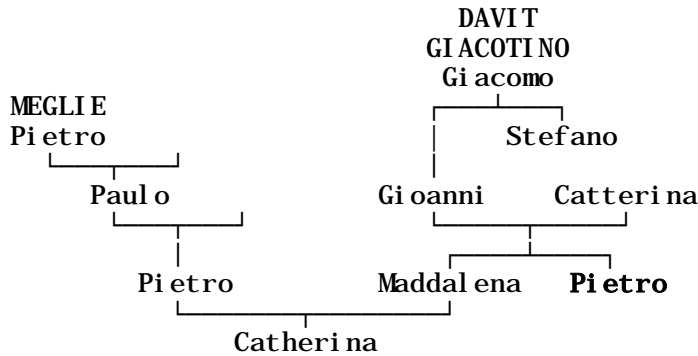 DAVIT
GIACOTINO
Giacomo
MEGLIE
Pietro Stefano
Paulo Gioanni Catterina
Pietro Maddalena Pietro
Catherina